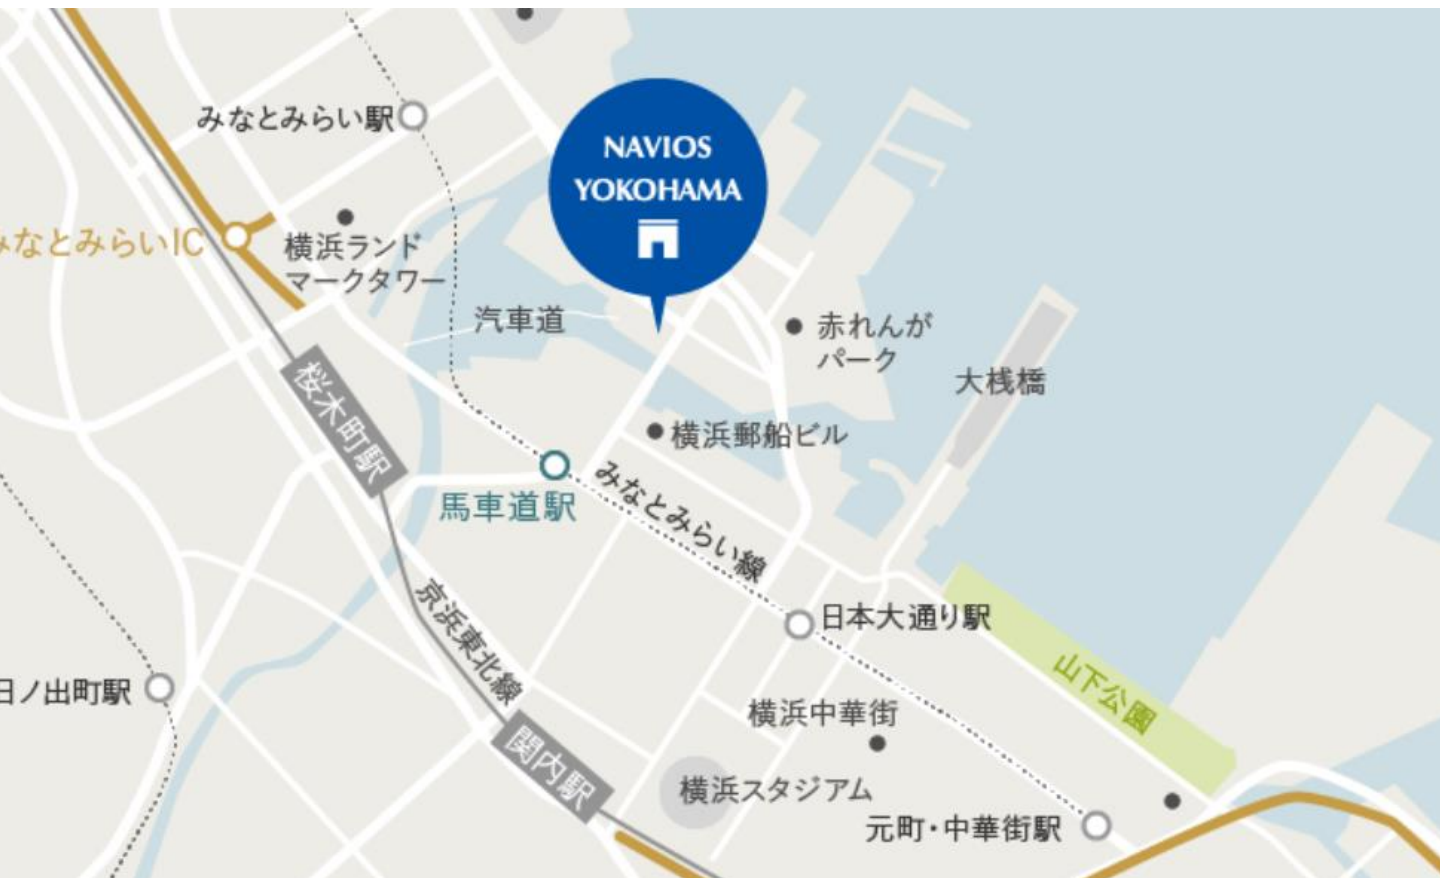 みなとみらい駅
NAVIOS
YOKOHAMA
みなとみらいIC
横浜ランド
マークタワー
汽車道
赤れんが
パーク
大桟橋
桜木町駅
横浜郵船ビル
馬車道駅
みなとみらい線
京浜東北線
日本大通り駅
山下公園
日ノ出町駅
横浜中華街
関内駅
横浜スタジアム
元町・中華街駅